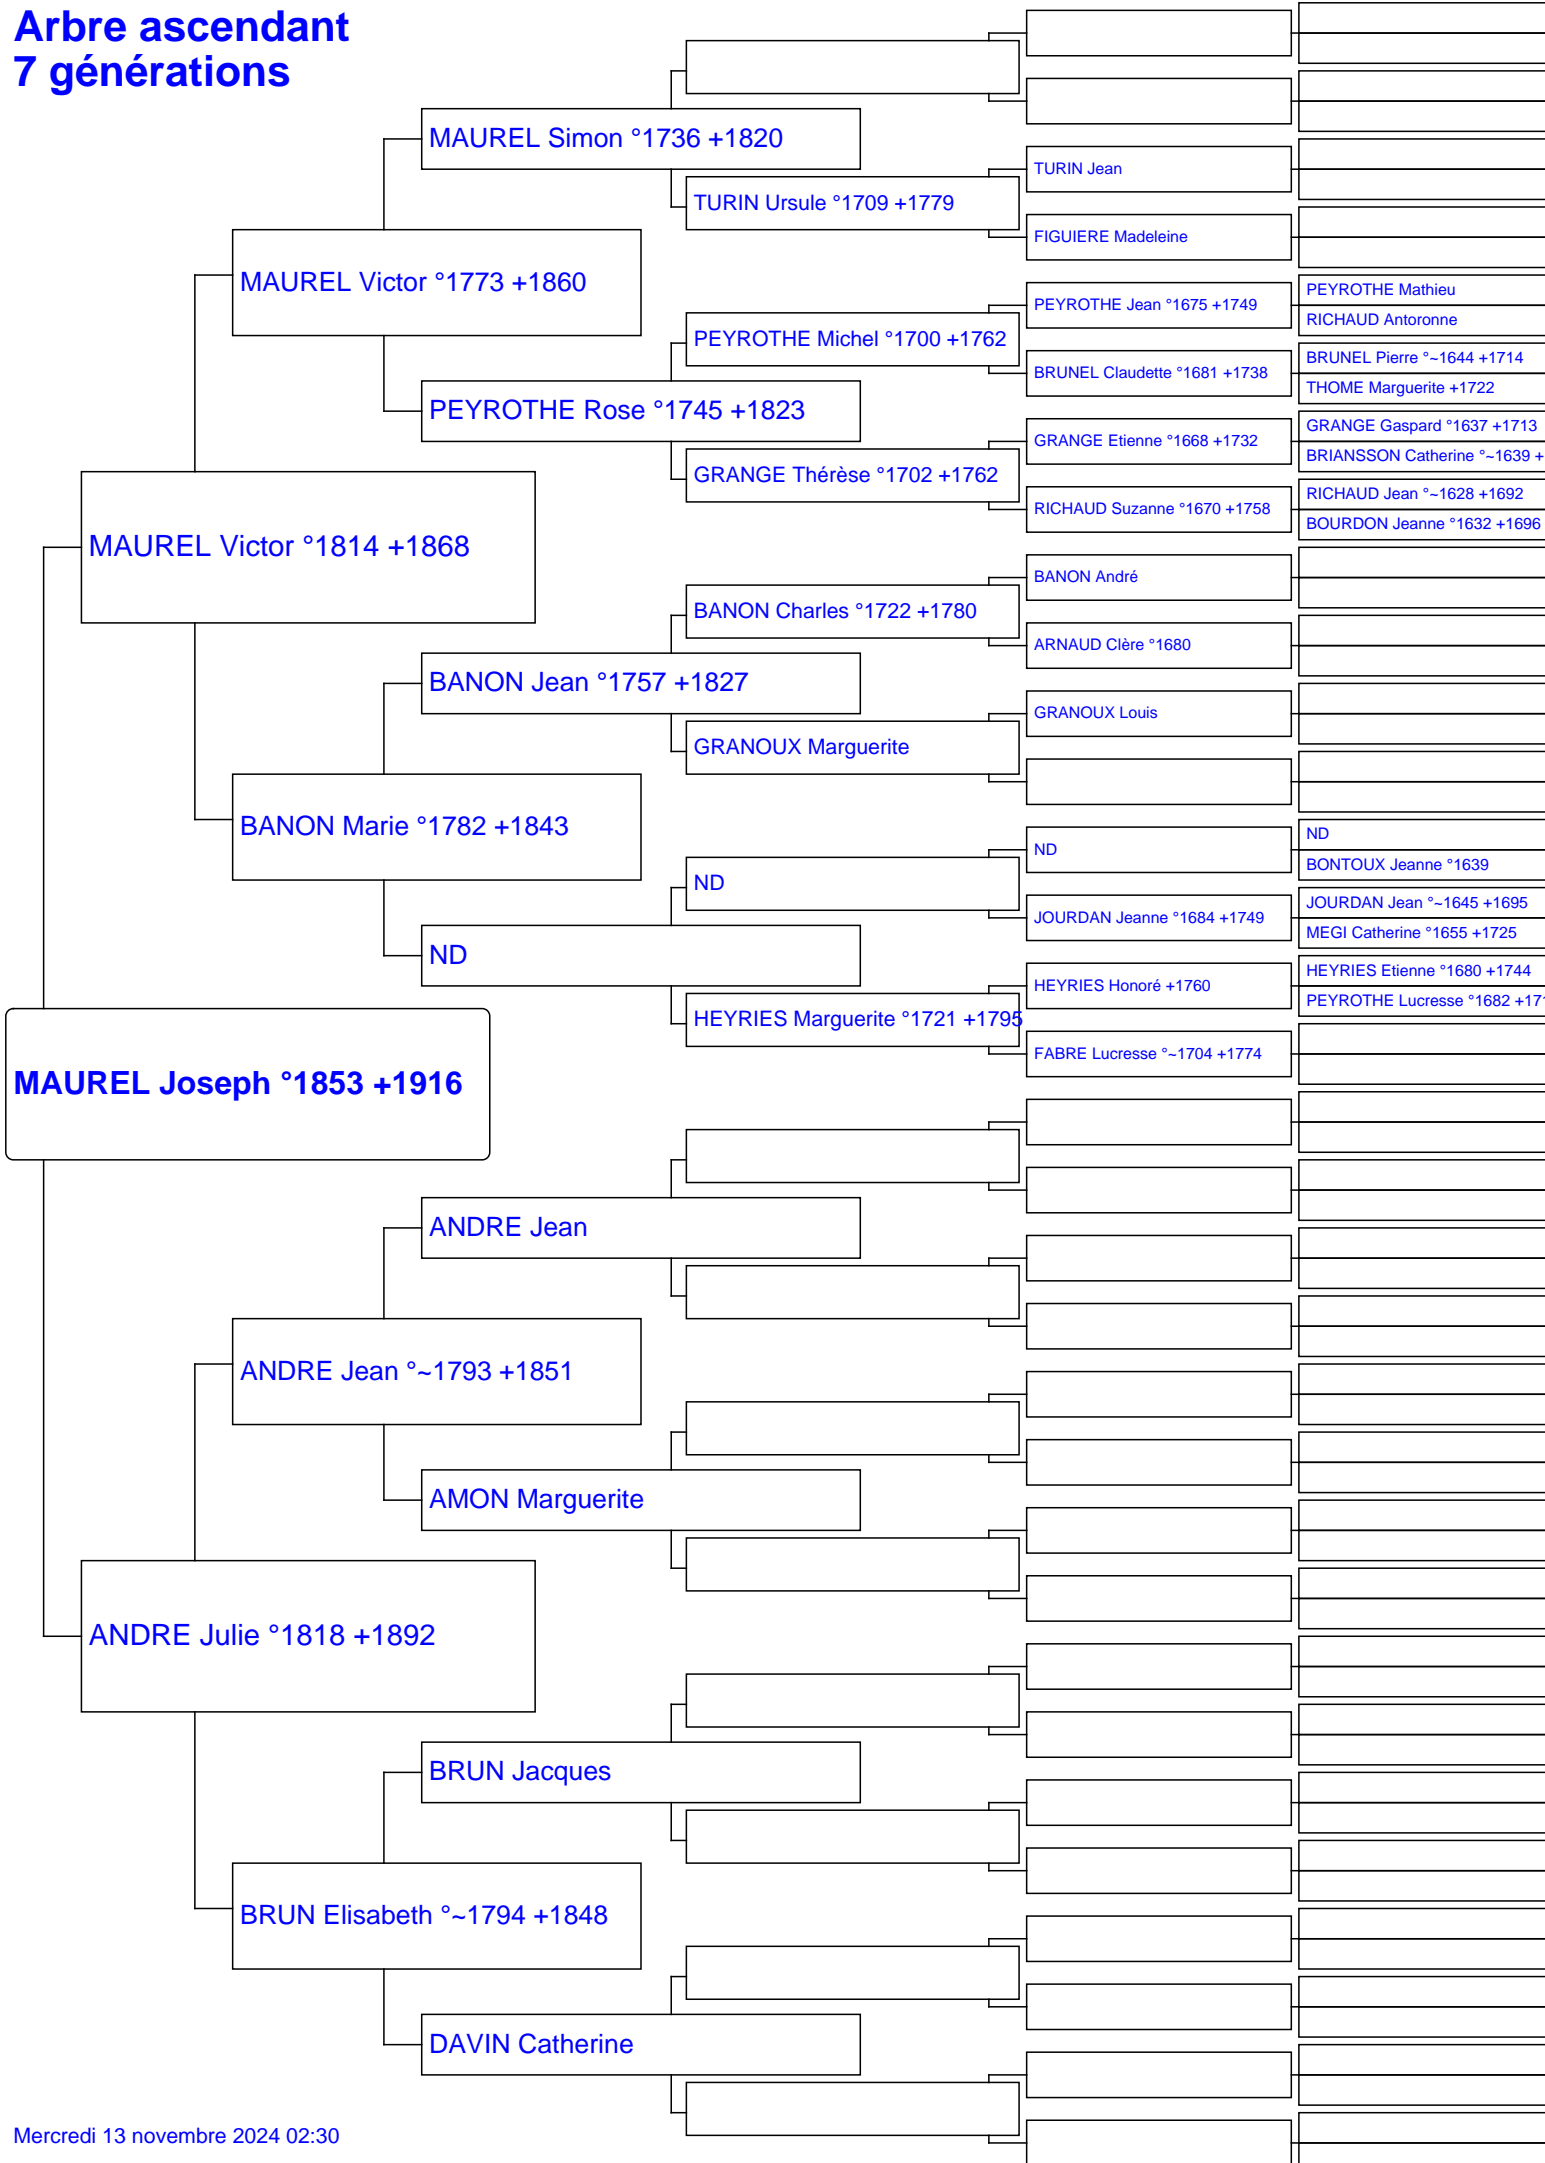 Arbre ascendant
7 générations
MAUREL Simon °1736 +1820
TURIN Jean
TURIN Ursule °1709 +1779
FIGUIERE Madeleine
MAUREL Victor °1773 +1860
PEYROTHE Mathieu
PEYROTHE Jean °1675 +1749
RICHAUD Antoronne
PEYROTHE Michel °1700 +1762
BRUNEL Pierre °~1644 +1714
BRUNEL Claudette °1681 +1738
THOME Marguerite +1722
PEYROTHE Rose °1745 +1823
GRANGE Gaspard °1637 +1713
GRANGE Etienne °1668 +1732
BRIANSSON Catherine °~1639 +
GRANGE Thérèse °1702 +1762
RICHAUD Jean °~1628 +1692
RICHAUD Suzanne °1670 +1758
BOURDON Jeanne °1632 +1696
MAUREL Victor °1814 +1868
BANON André
BANON Charles °1722 +1780
ARNAUD Clère °1680
BANON Jean °1757 +1827
GRANOUX Louis
GRANOUX Marguerite
BANON Marie °1782 +1843
ND
ND
BONTOUX Jeanne °1639
ND
JOURDAN Jean °~1645 +1695
JOURDAN Jeanne °1684 +1749
MEGI Catherine °1655 +1725
ND
HEYRIES Etienne °1680 +1744
HEYRIES Honoré +1760
PEYROTHE Lucresse °1682 +171
HEYRIES Marguerite °1721 +1795
FABRE Lucresse °~1704 +1774
MAUREL Joseph °1853 +1916
ANDRE Jean
ANDRE Jean °~1793 +1851
AMON Marguerite
ANDRE Julie °1818 +1892
BRUN Jacques
BRUN Elisabeth °~1794 +1848
DAVIN Catherine
Mercredi 13 novembre 2024 02:30